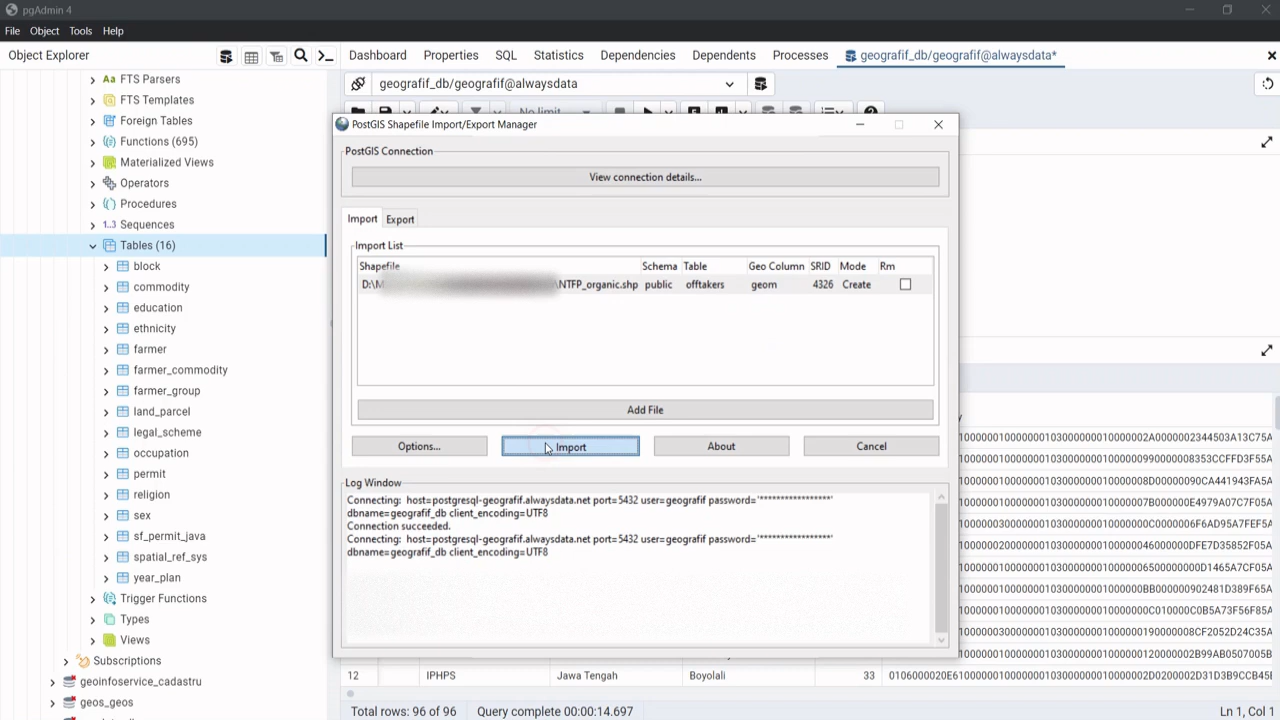 pgAdmin 4
File Object Tools Help
Object Explorer
Dashboard Properties SQL Statistics Dependencies Dependents Processes geografif_db/geografif@alwaysdata*
geografif_db/geografif@alwaysdata
No limit
FTS Parsers
FTS Templates
Foreign Tables
Functions (695)
Materialized Views
Operators
Procedures
1..3 Sequences
Tables (16)
block
commodity
education
ethnicity
farmer
farmer_commodity
farmer_group
land_parcel
legal_scheme
occupation
permit
religion
sex
sf_permit_java
spatial_ref_sys
year_plan
Trigger Functions
Types
Views
Subscriptions
geoinfoservice_cadastru
geos_geos
PostGIS Shapefile Import/Export Manager
PostGIS Connection
View connection details...
Import Export
Import List
Shapefile Schema Table Geo Column SRID Mode Rm
D:\M \NTFP_organic.shp public offtakers geom 4326 Create
Add File
Options... Import About Cancel
Log Window
Connecting: host=postgresql-geografif.alwaysdata.net port=5432 user=geografif password='*****************'
dbname=geografif_db client_encoding=UTF8
Connection succeeded.
Connecting: host=postgresql-geografif.alwaysdata.net port=5432 user=geografif password='*****************'
dbname=geografif_db client_encoding=UTF8
12 IPHPS Jawa Tengah Boyolali 33
Total rows: 96 of 96 Query complete 00:00:14.697 Ln 1, Col 1